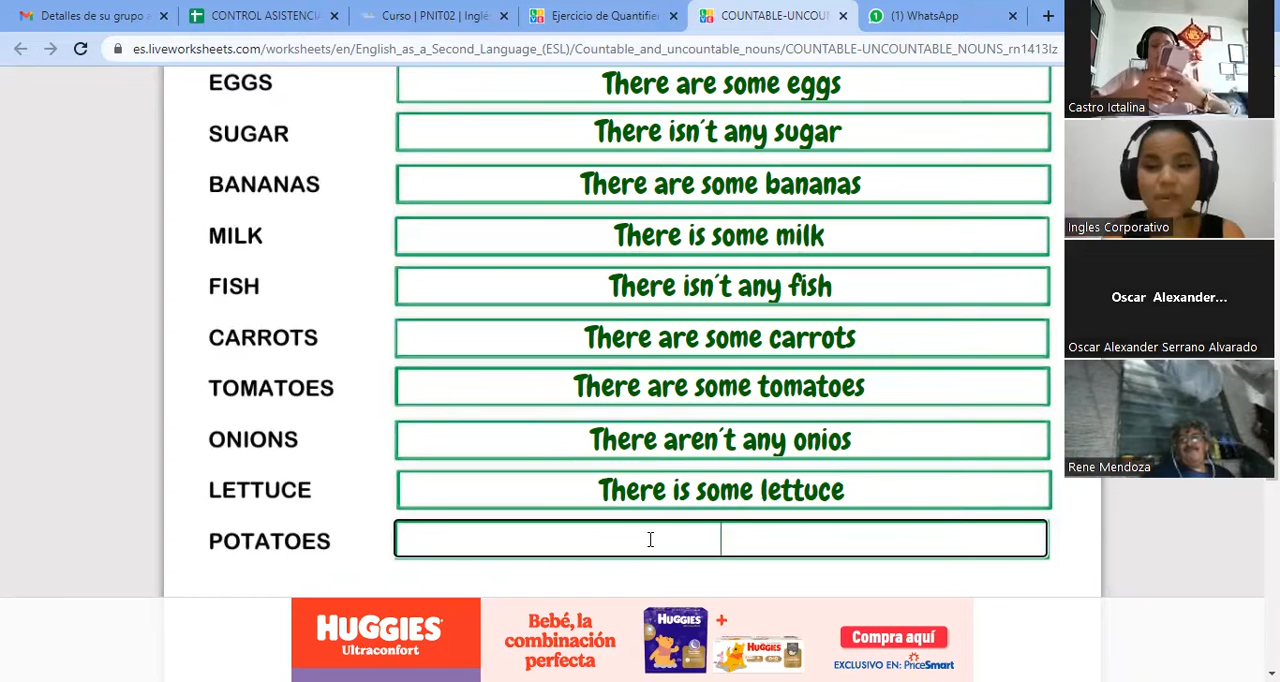 Detalles de su grupo a
CONTROL ASISTENCIA
Curso | PNIT02 | Inglé
Ejercicio de Quantifier
COUNTABLE-UNCOUN
(1) WhatsApp
es.liveworksheets.com/worksheets/en/English_as_a_Second_Language_(ESL)/Countable_and_uncountable_nouns/COUNTABLE-UNCOUNTABLE_NOUNS_rn1413lz
EGGS There are some eggs
SUGAR There isn´t any sugar
BANANAS There are some bananas
MILK There is some milk
FISH There isn´t any fish
CARROTS There are some carrots
TOMATOES There are some tomatoes
ONIONS There aren´t any onios
LETTUCE There is some lettuce
POTATOES
Castro Ictalina
Ingles Corporativo
Oscar Alexander...
Oscar Alexander Serrano Alvarado
Rene Mendoza
HUGGIES
Ultraconfort
Bebé, la
combinación
perfecta
HUGGIES
+
HUGGIES
Compra aquí
EXCLUSIVO EN: PriceSmart